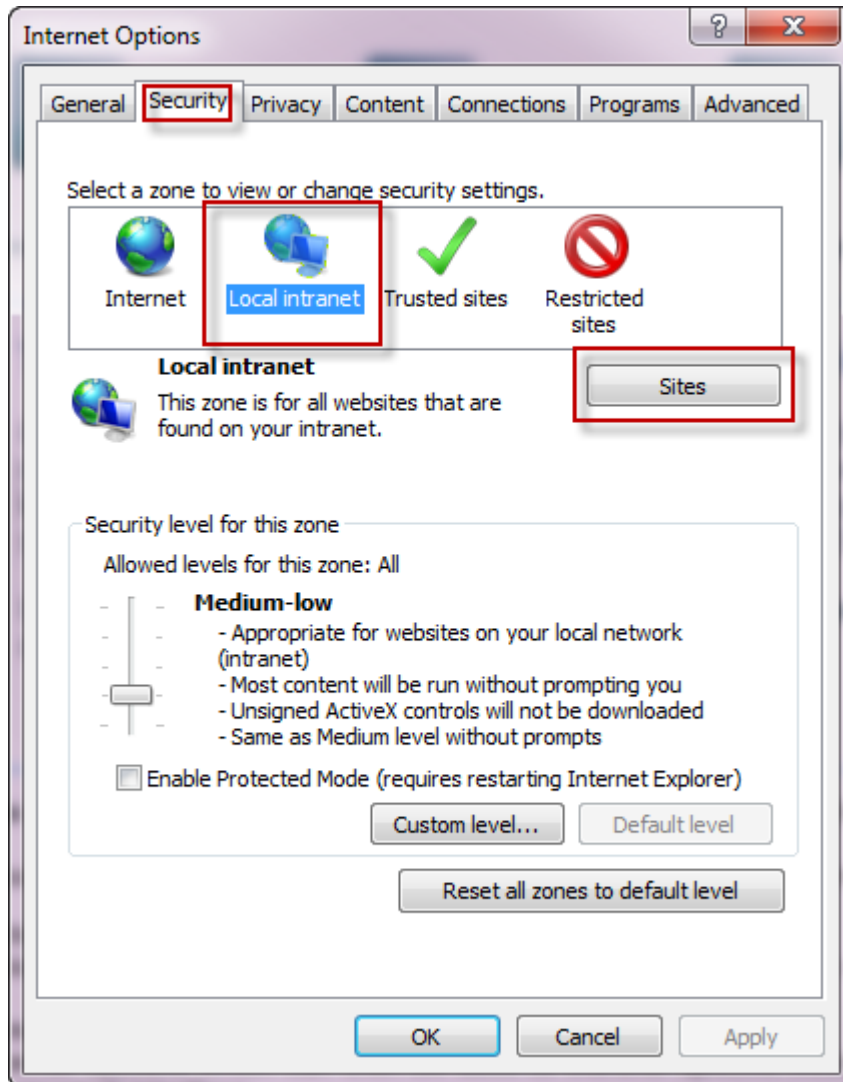 Internet Options
General Security Privacy Content Connections Programs Advanced
Select a zone to view or change security settings.
Internet Local intranet Trusted sites Restricted
sites
Local intranet
Sites
This zone is for all websites that are
found on your intranet.
Security level for this zone
Allowed levels for this zone: All
Medium-low
- Appropriate for websites on your local network
(intranet)
- Most content will be run without prompting you
- Unsigned ActiveX controls will not be downloaded
- Same as Medium level without prompts
Enable Protected Mode (requires restarting Internet Explorer)
Custom level... Default level
Reset all zones to default level
OK Cancel Apply